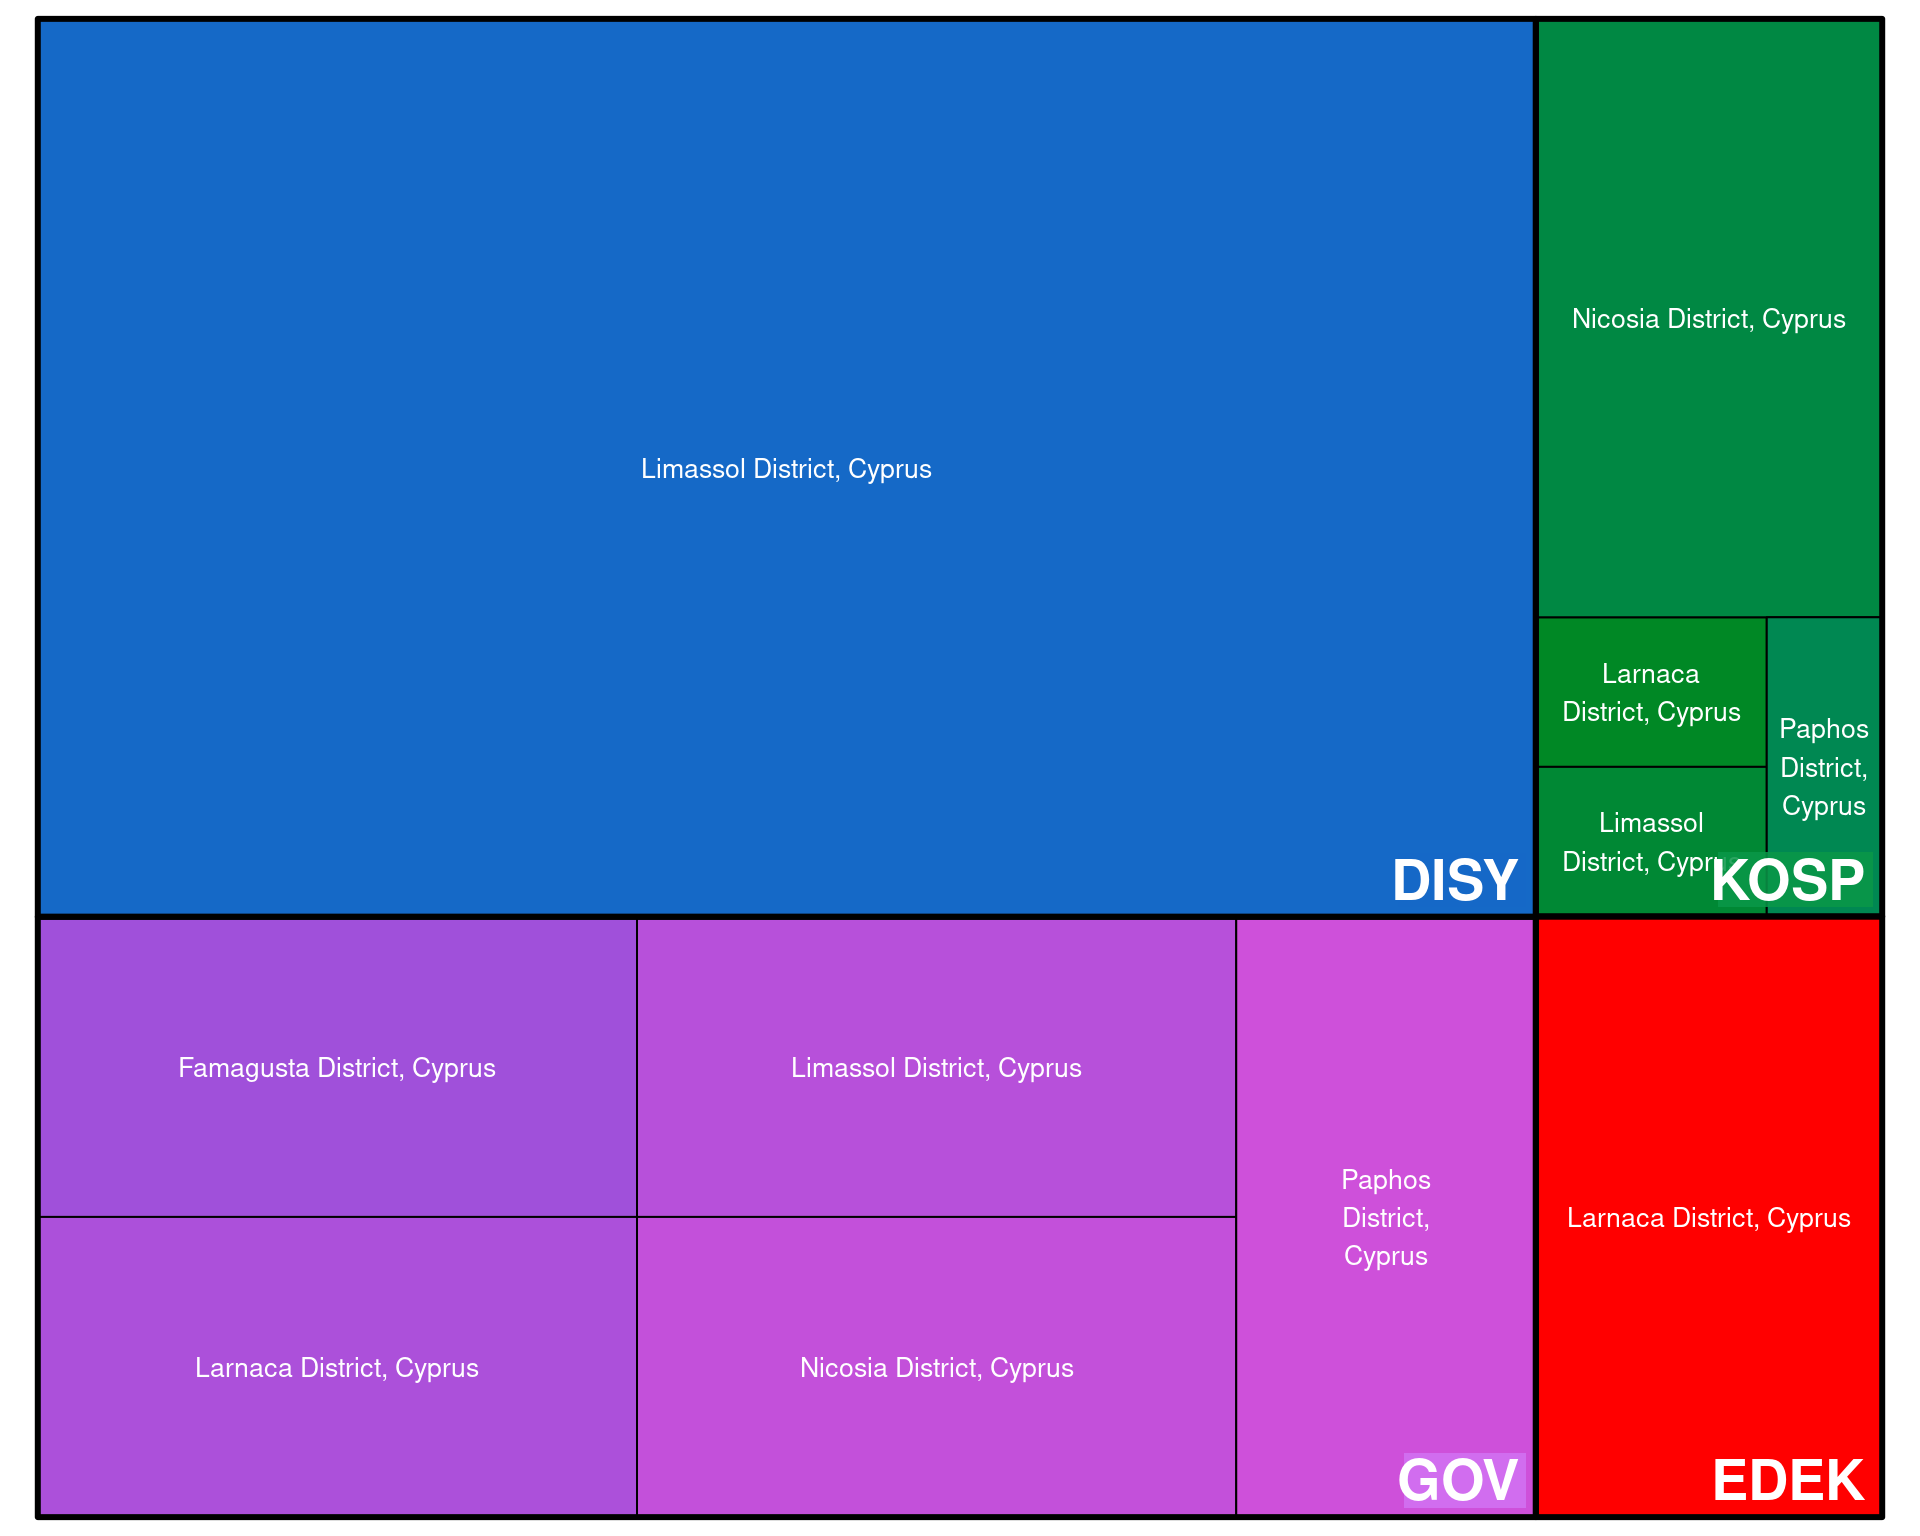 Limassol District, Cyprus
DISY
Nicosia District, Cyprus
Larnaca
District, Cyprus
Limassol
District, Cyprus
Paphos
District,
Cyprus
KOSP
Famagusta District, Cyprus
Limassol District, Cyprus
Larnaca District, Cyprus
Nicosia District, Cyprus
Paphos
District,
Cyprus
GOV
Larnaca District, Cyprus
EDEK